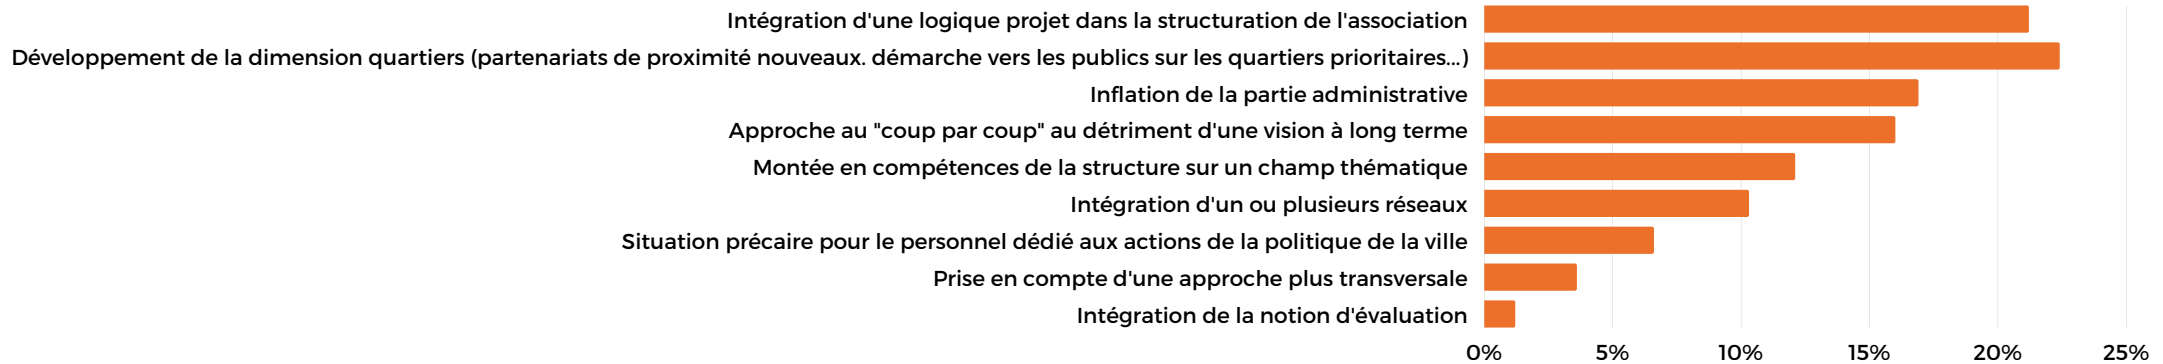 Intégration d'une logique projet dans la structuration de l'association
Développement de la dimension quartiers (partenariats de proximité nouveaux. démarche vers les publics sur les quartiers prioritaires...)
Inflation de la partie administrative
Approche au "coup par coup" au détriment d'une vision à long terme
Montée en compétences de la structure sur un champ thématique
Intégration d'un ou plusieurs réseaux
Situation précaire pour le personnel dédié aux actions de la politique de la ville
Prise en compte d'une approche plus transversale
Intégration de la notion d'évaluation
0% 5% 10% 15% 20% 25%